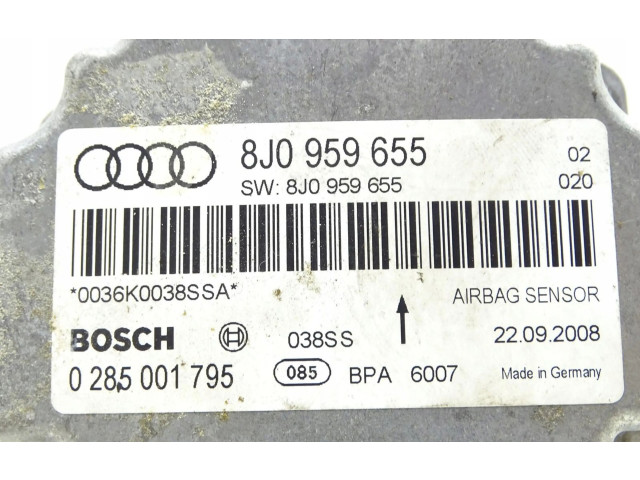 8J0 959 655 02
SW: 8J0 959 655 020
*0036K0038SSA* AIRBAG SENSOR
BOSCH 038SS 22.09.2008
0 285 001 795 085 BPA 6007 Made in Germany